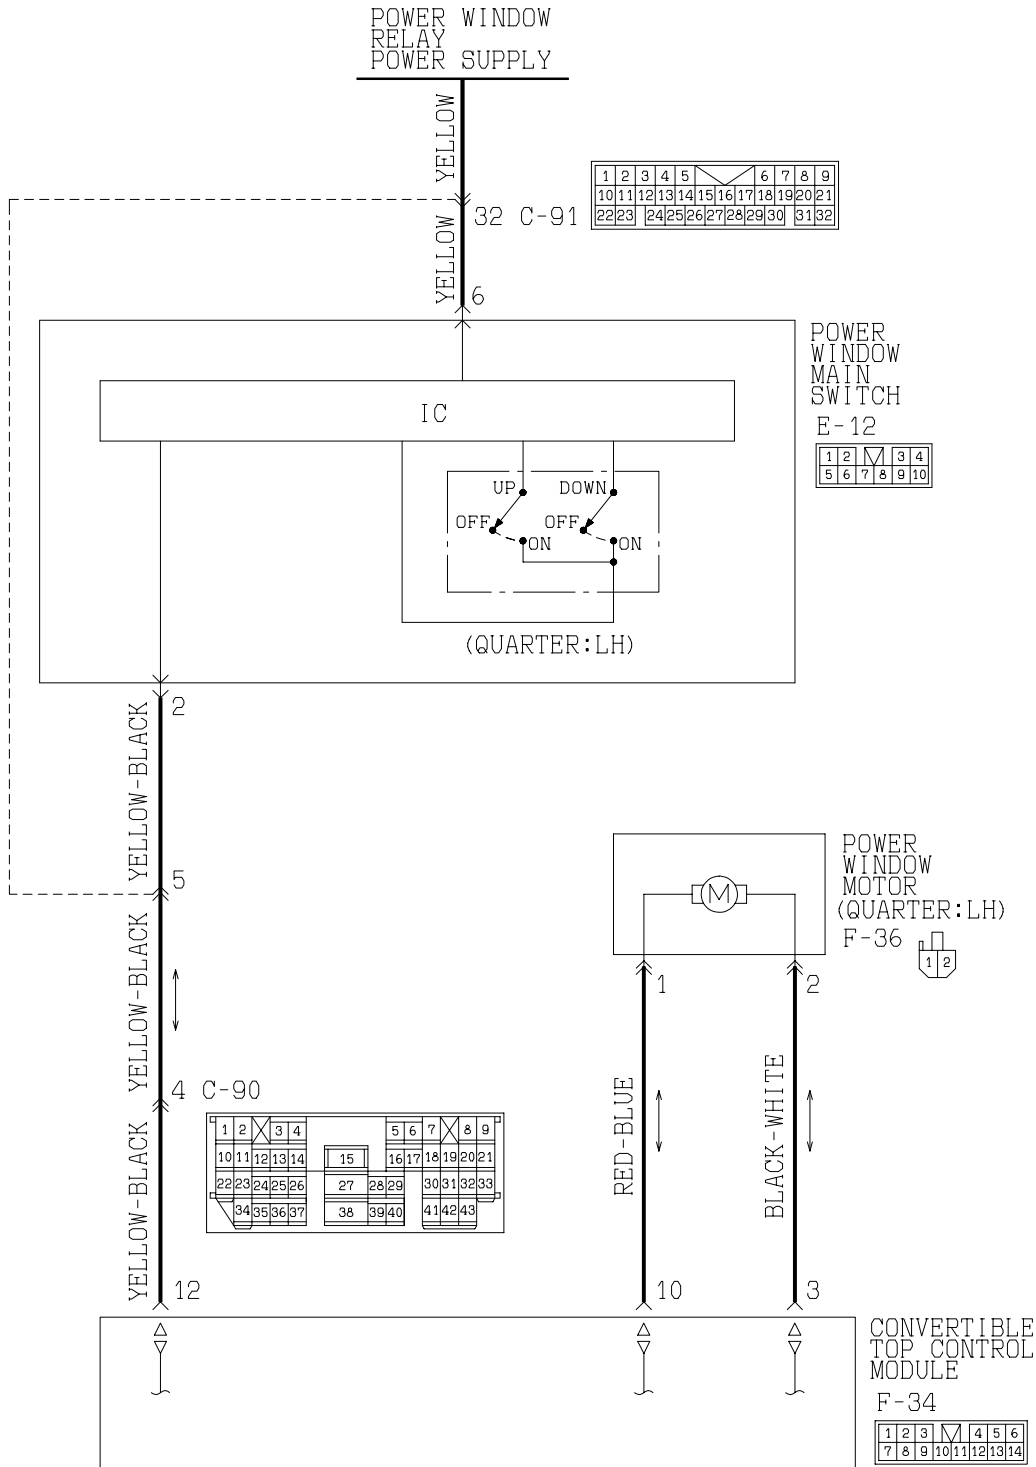 POWER WINDOW
RELAY
POWER SUPPLY
YELLOW
32 C-91
1 2 3 4 5 6 7 8 9
10 11 12 13 14 15 16 17 18 19 20 21
22 23 24 25 26 27 28 29 30 31 32
YELLOW
6
POWER
WINDOW
MAIN
SWITCH
E-12
1 2 3 4
5 6 7 8 9 10
IC
UP DOWN
OFF OFF
ON ON
(QUARTER:LH)
2
YELLOW-BLACK
5
POWER
WINDOW
MOTOR
(QUARTER:LH)
F-36
1 2
M
1 2
YELLOW-BLACK
4 C-90
1 2 3 4 5 6 7 8 9
10 11 12 13 14 15 16 17 18 19 20 21
22 23 24 25 26 27 28 29 30 31 32 33
34 35 36 37 38 39 40 41 42 43
YELLOW-BLACK
RED-BLUE
BLACK-WHITE
12 10 3
CONVERTIBLE
TOP CONTROL
MODULE
F-34
1 2 3 4 5 6
7 8 9 10 11 12 13 14